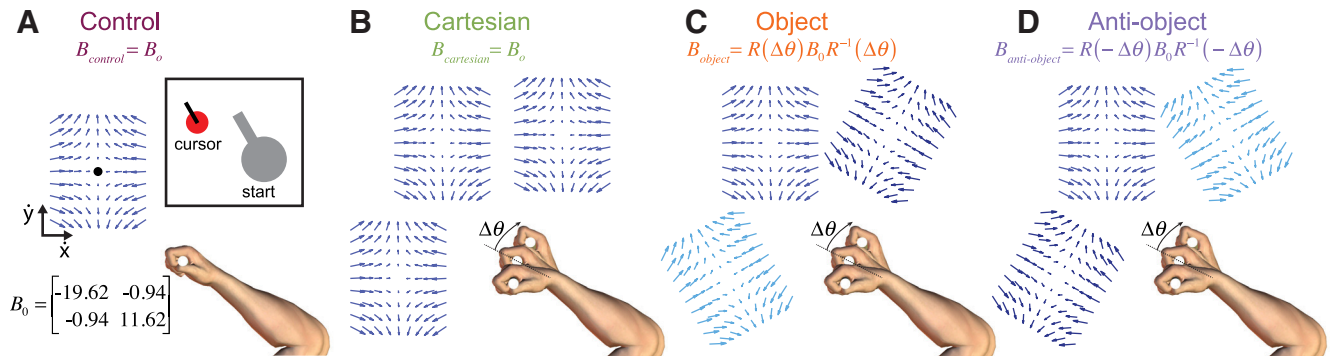 A Control
B_control = B_o
cursor
start
ẏ
ẋ
B_0 = [-19.62 -0.94
-0.94 11.62]
B Cartesian
B_cartesian = B_o
Δθ
C Object
B_object = R(Δθ)B_0R^-1(Δθ)
Δθ
D Anti-object
B_anti-object = R(-Δθ)B_0R^-1(-Δθ)
Δθ